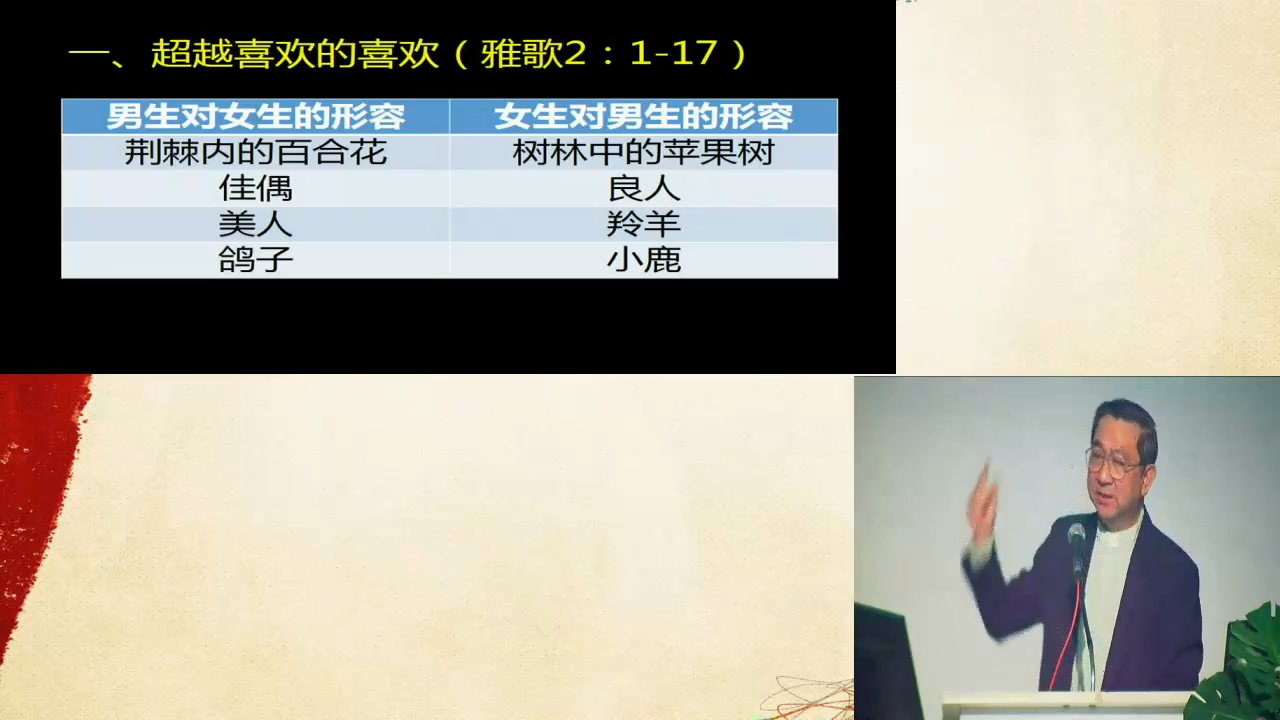 一、超越喜欢的喜欢（雅歌2：1-17）
男生对女生的形容 女生对男生的形容
荆棘内的百合花 树林中的苹果树
佳偶 良人
美人 羚羊
鸽子 小鹿